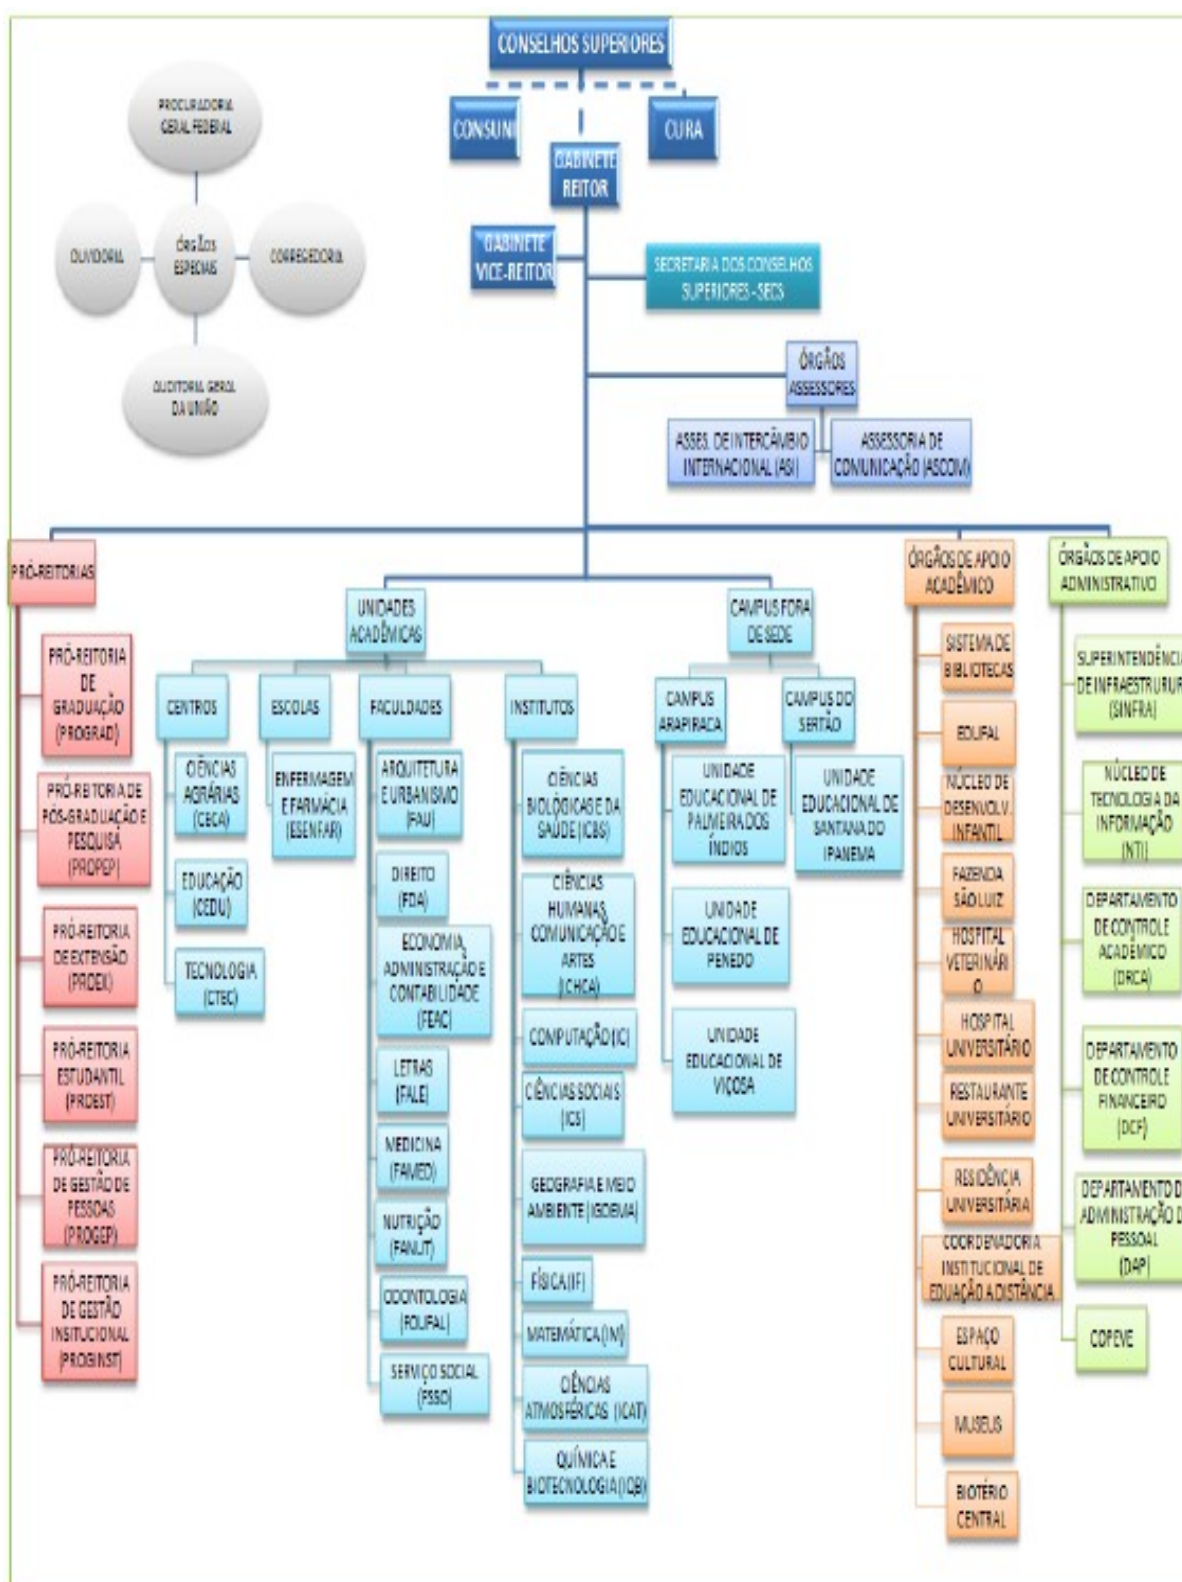 CONSELHOS SUPERIORES
CONSUNI
CURA
GABINETE
REITOR
GABINETE
VICE-REITOR
SECRETARIA DOS CONSELHOS
SUPERIORES - SECS
PROCURADORIA
GERAL FEDERAL
OUVIDORIA
ÓRGÃOS
ESPECIAIS
CORREGEDORIA
AUDITORIA GERAL
DA UNIÃO
ÓRGÃOS
ASSESSORES
ASSES. DE INTERCÂMBIO
INTERNACIONAL (ASI)
ASSESSORIA DE
COMUNICAÇÃO (ASCOM)
PRÓ-REITORIAS
PRÓ-REITORIA
DE
GRADUAÇÃO
(PROGRAD)
PRÓ-REITORIA DE
PÓS-GRADUAÇÃO E
PESQUISA
(PROPEP)
PRÓ-REITORIA
DE EXTENSÃO
(PROEX)
PRÓ-REITORIA
ESTUDANTIL
(PROEST)
PRÓ-REITORIA
DE GESTÃO DE
PESSOAS
(PROGEP)
PRÓ-REITORIA
DE GESTÃO
INSITUCIONAL
(PROGINST)
UNIDADES
ACADÊMICAS
CENTROS
CIÊNCIAS
AGRÁRIAS
(CECA)
EDUCAÇÃO
(CEDU)
TECNOLOGIA
(CTEC)
ESCOLAS
ENFERMAGEM
E FARMÁCIA
(ESENFAR)
FACULDADES
ARQUITETURA
E URBANISMO
(FAU)
DIREITO
(FDA)
ECONOMIA,
ADMINISTRAÇÃO E
CONTABILIDADE
(FEAC)
LETRAS
(FALE)
MEDICINA
(FAMED)
NUTRIÇÃO
(FANUT)
ODONTOLOGIA
(FOUFAL)
SERVIÇO SOCIAL
(FSSO)
INSTITUTOS
CIÊNCIAS
BIOLÓGICAS E DA
SAÚDE (ICBS)
CIÊNCIAS
HUMANAS,
COMUNICAÇÃO E
ARTES
(ICHCA)
COMPUTAÇÃO (IC)
CIÊNCIAS SOCIAIS
(ICS)
GEOGRAFIA E MEIO
AMBIENTE (IGDEMA)
FÍSICA (IF)
MATEMÁTICA (IM)
CIÊNCIAS
ATMOSFÉRICAS (ICAT)
QUÍMICA E
BIOTECNOLOGIA (IQB)
CAMPUS FORA
DE SEDE
CAMPUS
ARAPIRACA
UNIDADE
EDUCACIONAL DE
PALMEIRA DOS
ÍNDIOS
UNIDADE
EDUCACIONAL DE
PENEDO
UNIDADE
EDUCACIONAL DE
VIÇOSA
CAMPUS DO
SERTÃO
UNIDADE
EDUCACIONAL DE
SANTANA DO
IPANEMA
ÓRGÃOS DE APOIO
ACADÊMICO
SISTEMA DE
BIBLIOTECAS
EDUFAL
NÚCLEO DE
DESENVOLV.
INFANTIL
FAZENDA
SÃO LUIZ
HOSPITAL
VETERINÁRI
O
HOSPITAL
UNIVERSITÁRIO
RESTAURANTE
UNIVERSITÁRIO
RESIDÊNCIA
UNIVERSITÁRIA
COORDENADORIA
INSTITUCIONAL DE
EDUAÇÃO A DISTÂNCIA
ESPAÇO
CULTURAL
MUSEUS
BIOTÉRIO
CENTRAL
ÓRGÃOS DE APOIO
ADMINISTRATIVO
SUPERINTENDÊNCIA
DE INFRAESTRURUR
(SINFRA)
NÚCLEO DE
TECNOLOGIA DA
INFORMAÇÃO
(NTI)
DEPARTAMENTO
DE CONTROLE
ACADÊMICO
(DRCA)
DEPARTAMENTO
DE CONTROLE
FINANCEIRO
(DCF)
DEPARTAMENTO D
ADMINISTRAÇÃO D
PESSOAL
(DAP)
COPEVE